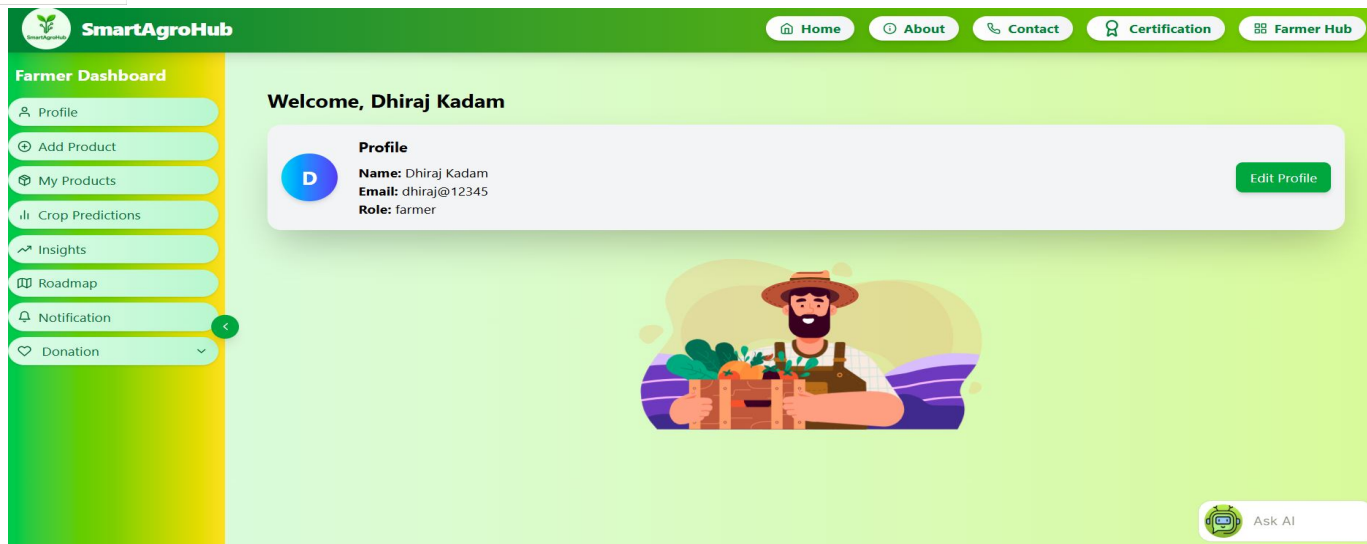 SmartAgroHub
SmartAgroHub
Home
About
Contact
Certification
Farmer Hub
Farmer Dashboard
Profile
Add Product
My Products
Crop Predictions
Insights
Roadmap
Notification
Donation
Welcome, Dhiraj Kadam
D
Profile
Name: Dhiraj Kadam
Email: dhiraj@12345
Role: farmer
Edit Profile
Ask AI